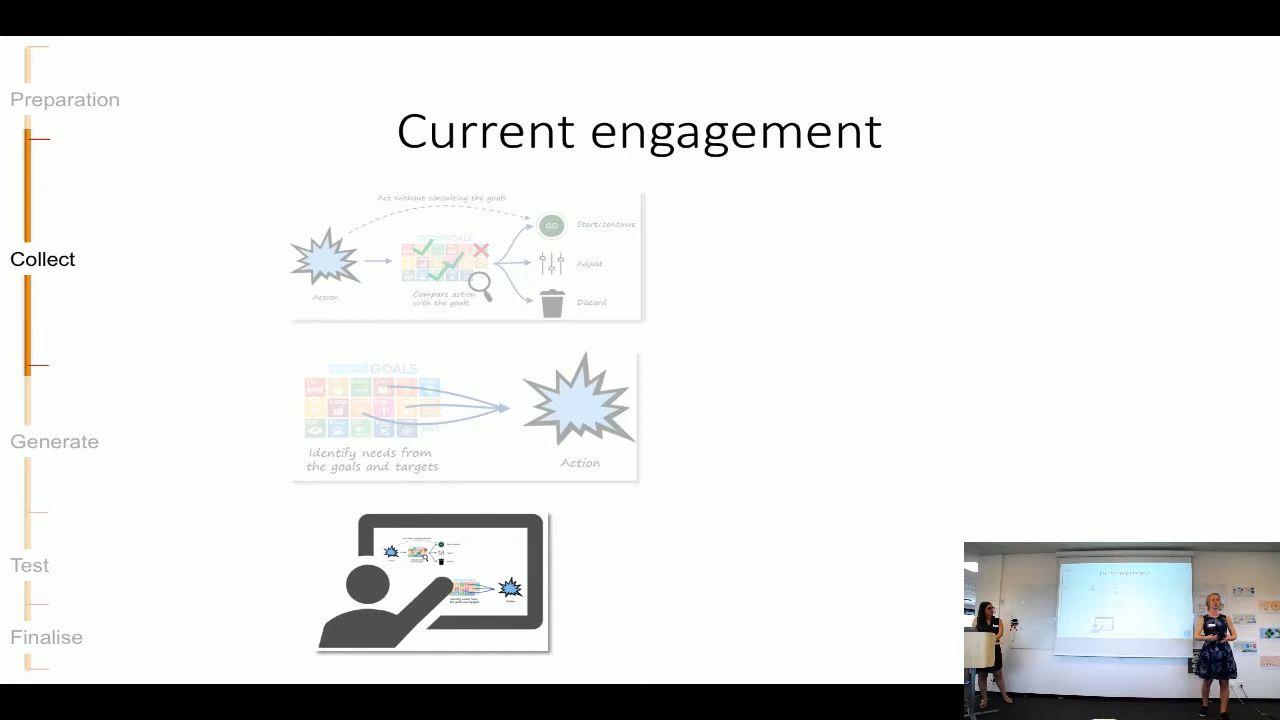 Preparation
Collect
Generate
Test
Finalise
Current engagement
Act without consulting the goals
GO
Start/continue
GOALS
Adjust
Action
Compare action
with the goals
Discard
GOALS
Identify needs from
the goals and targets
Action